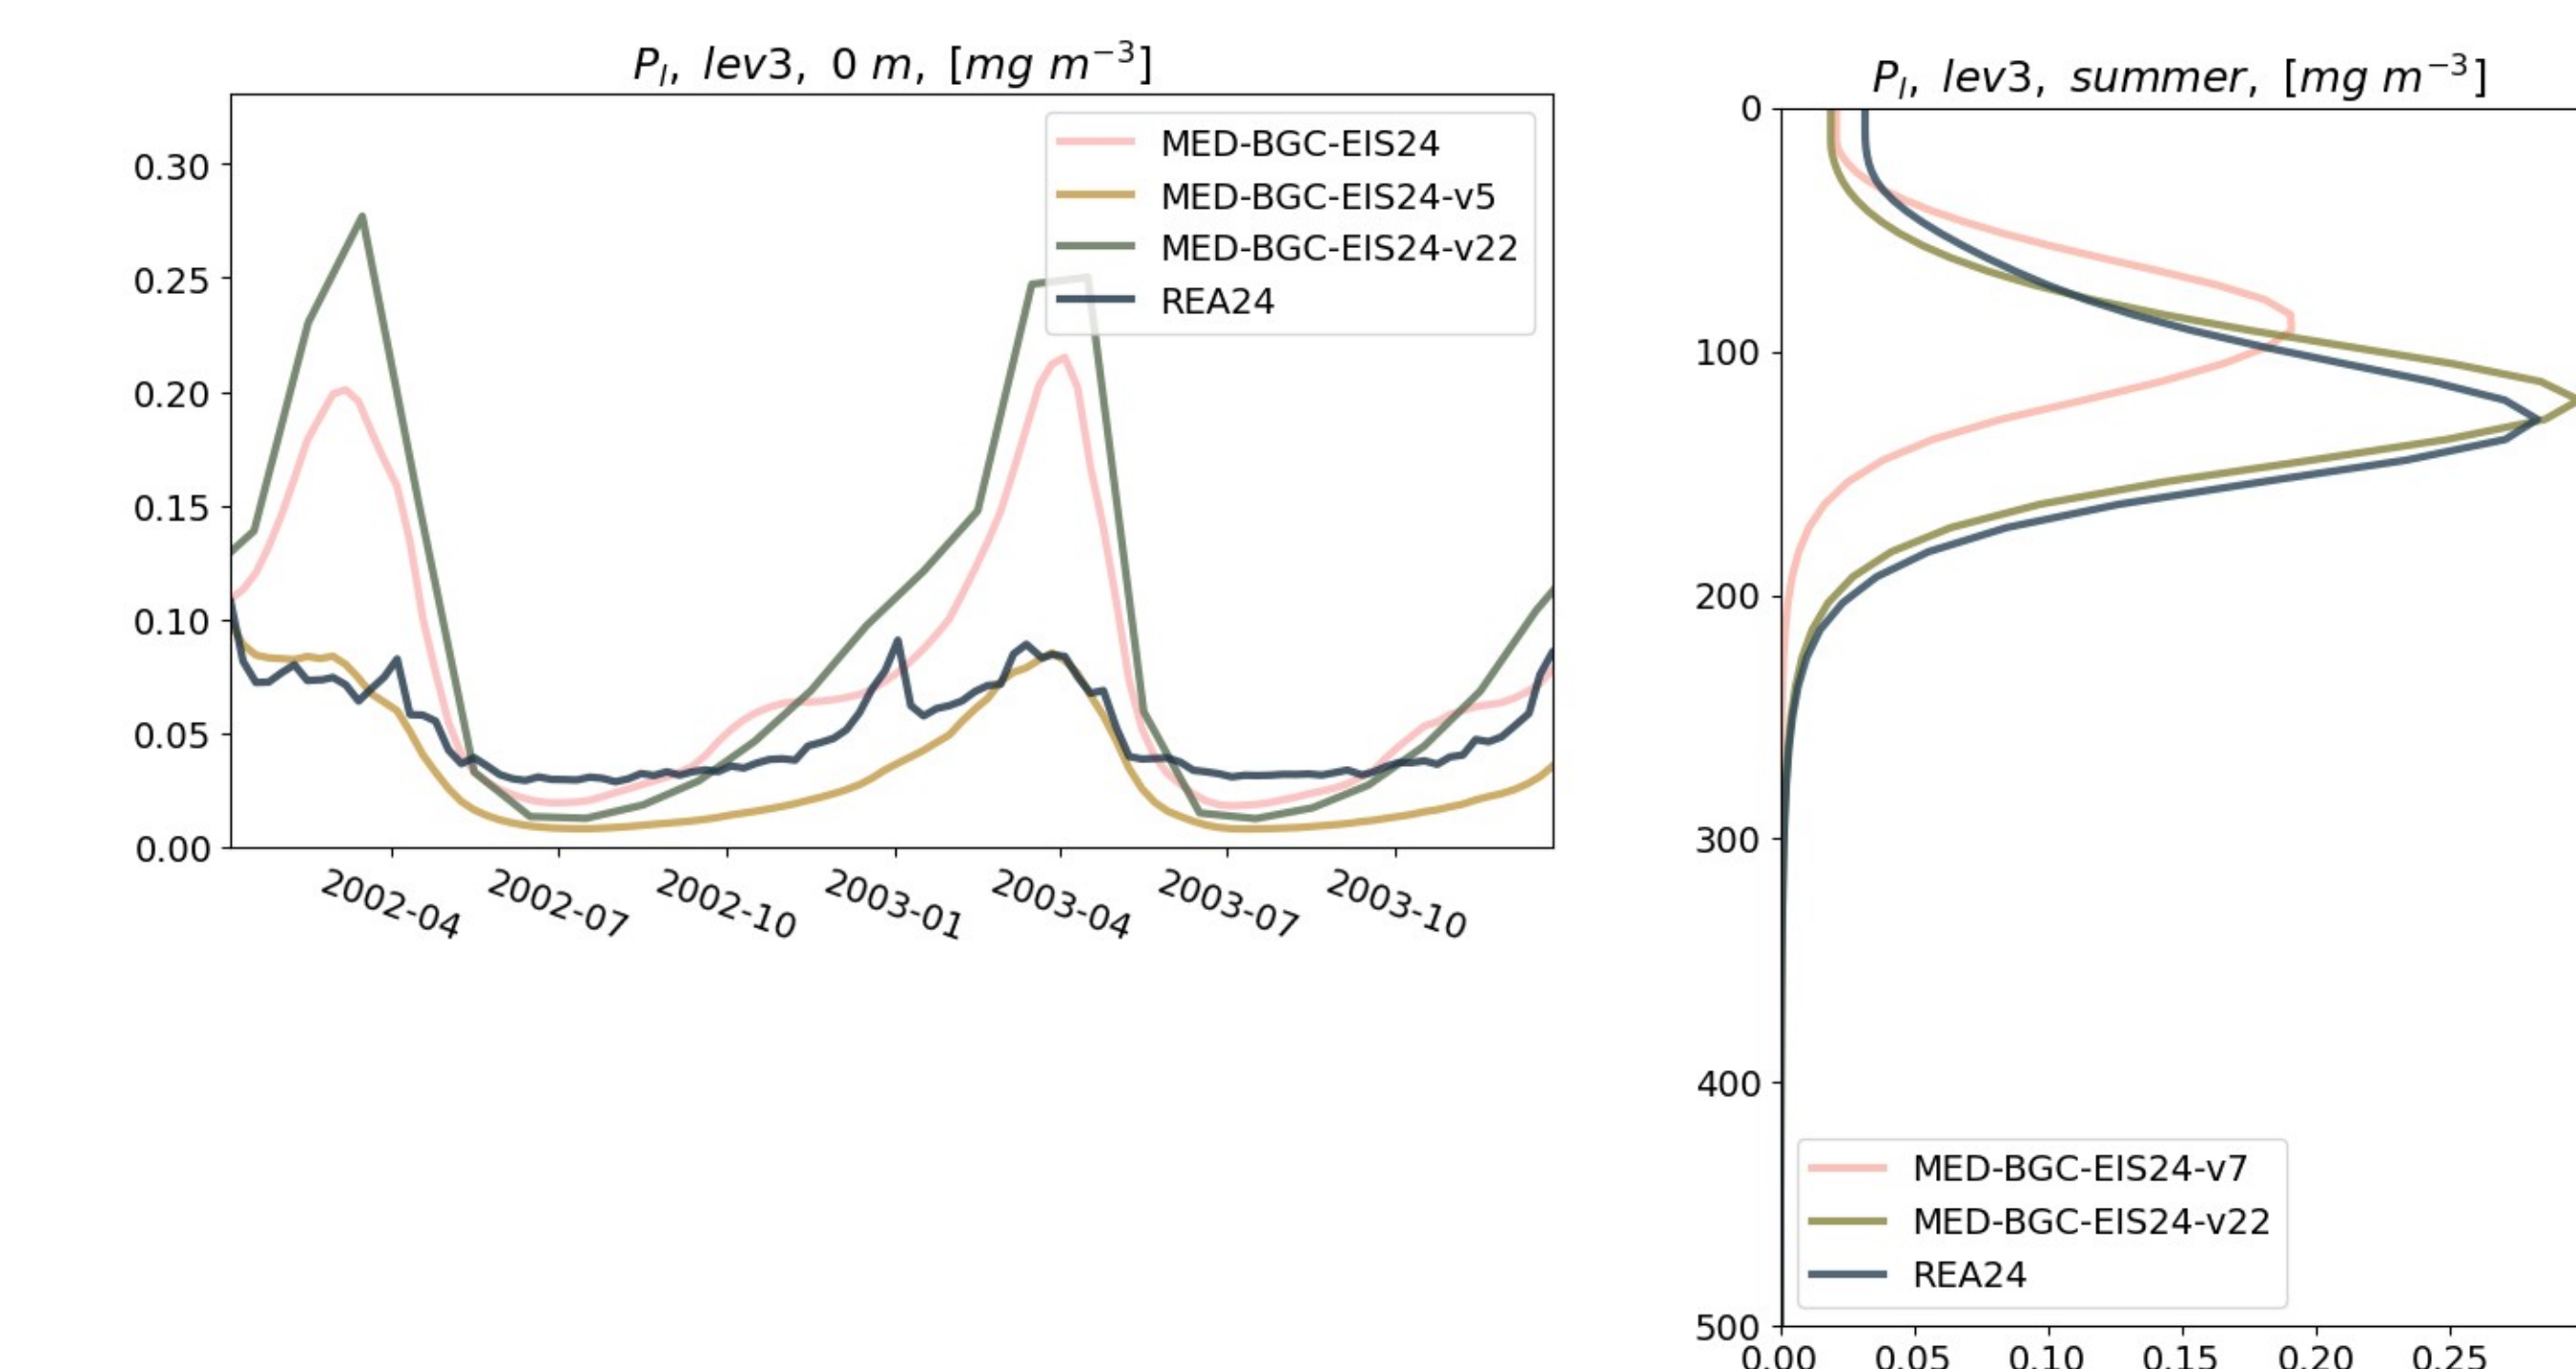 P_l, lev3, 0 m, [mg m⁻³]
0.30
0.25
0.20
0.15
0.10
0.05
0.00
MED-BGC-EIS24
MED-BGC-EIS24-v5
MED-BGC-EIS24-v22
REA24
2002-04
2002-07
2002-10
2003-01
2003-04
2003-07
2003-10
P_l, lev3, summer, [mg m⁻³]
0
100
200
300
400
500
MED-BGC-EIS24-v7
MED-BGC-EIS24-v22
REA24
0.00 0.05 0.10 0.15 0.20 0.25